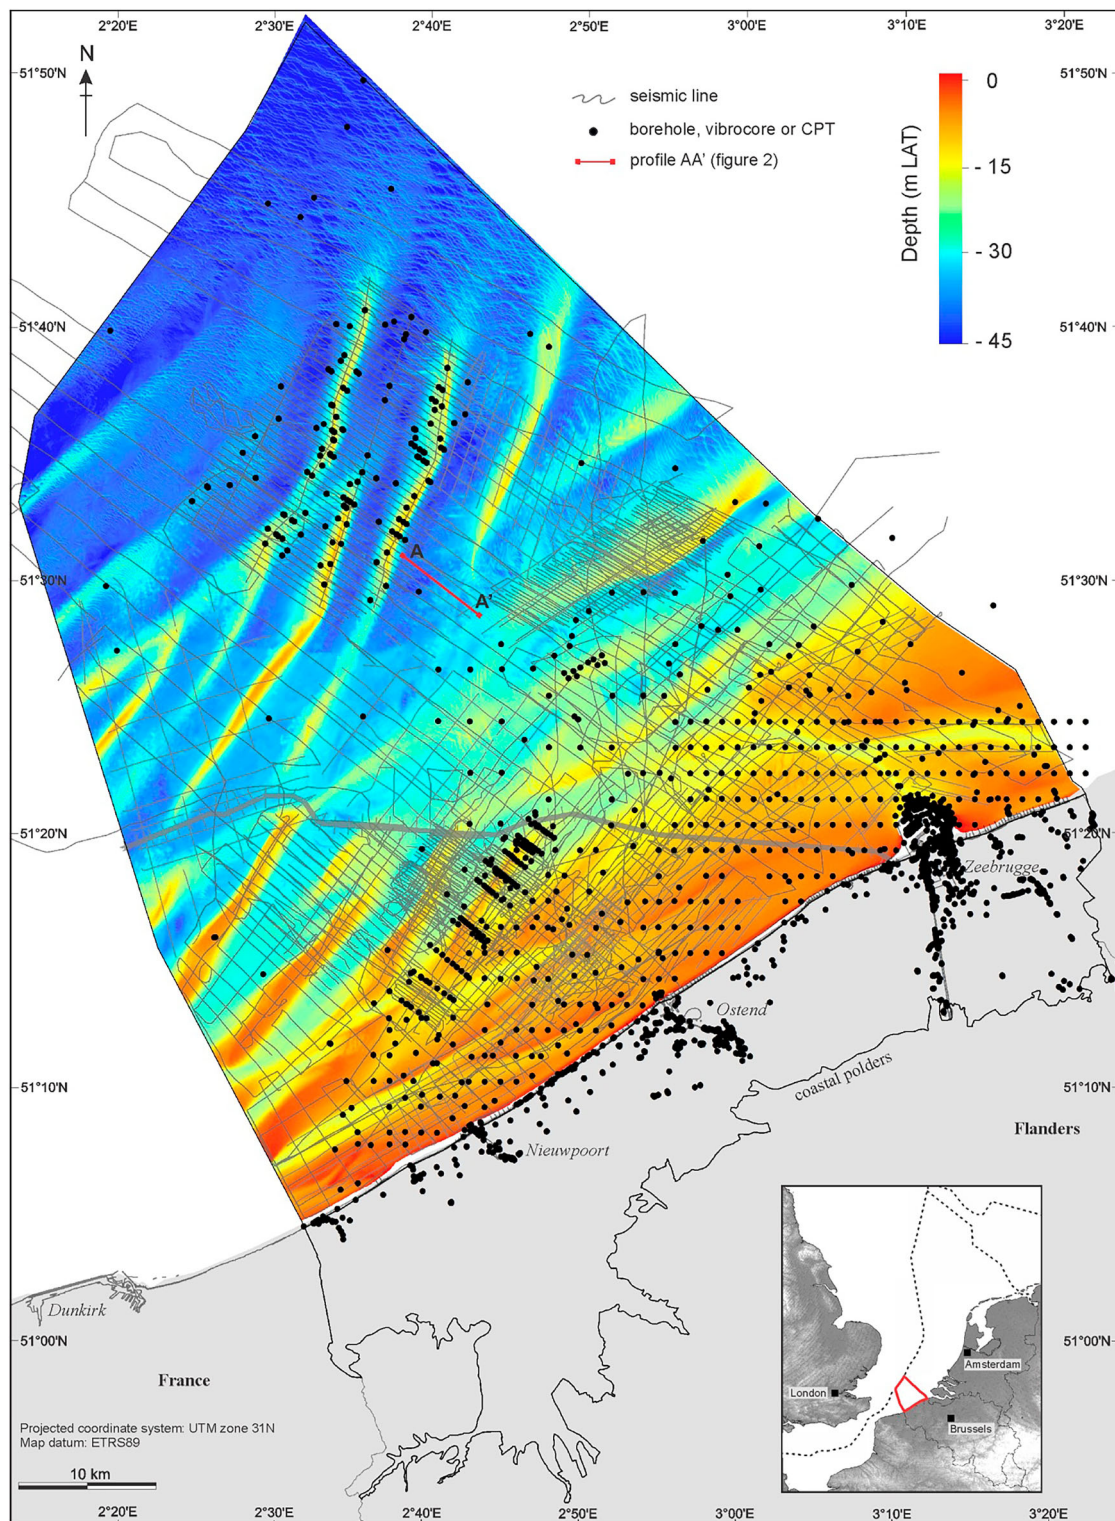 2°20'E 2°30'E 2°40'E 2°50'E 3°00'E 3°10'E 3°20'E
N
51°50'N
seismic line
borehole, vibrocore or CPT
profile AA' (figure 2)
Depth (m LAT)
0
- 15
- 30
- 45
51°40'N 51°40'N
A
A'
51°30'N 51°30'N
51°20'N 51°20'N
Zeebrugge
Ostend
coastal polders
51°10'N 51°10'N
Nieuwpoort
Flanders
Dunkirk
51°00'N 51°00'N
France
Amsterdam
London
Brussels
Projected coordinate system: UTM zone 31N
Map datum: ETRS89
10 km
2°20'E 2°30'E 2°40'E 2°50'E 3°00'E 3°10'E 3°20'E